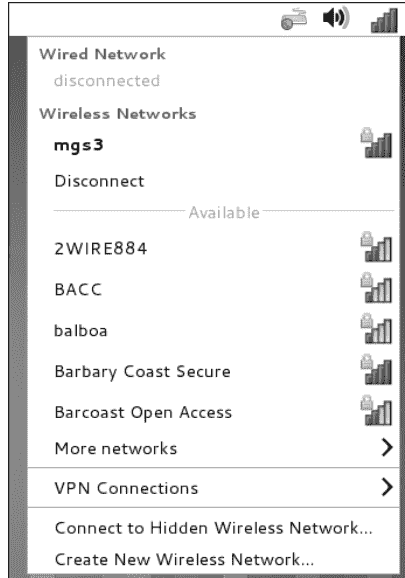 Wired Network
disconnected
Wireless Networks
mgs3
Disconnect
Available
2WIRE884
BACC
balboa
Barbary Coast Secure
Barcoast Open Access
More networks
VPN Connections
Connect to Hidden Wireless Network...
Create New Wireless Network...